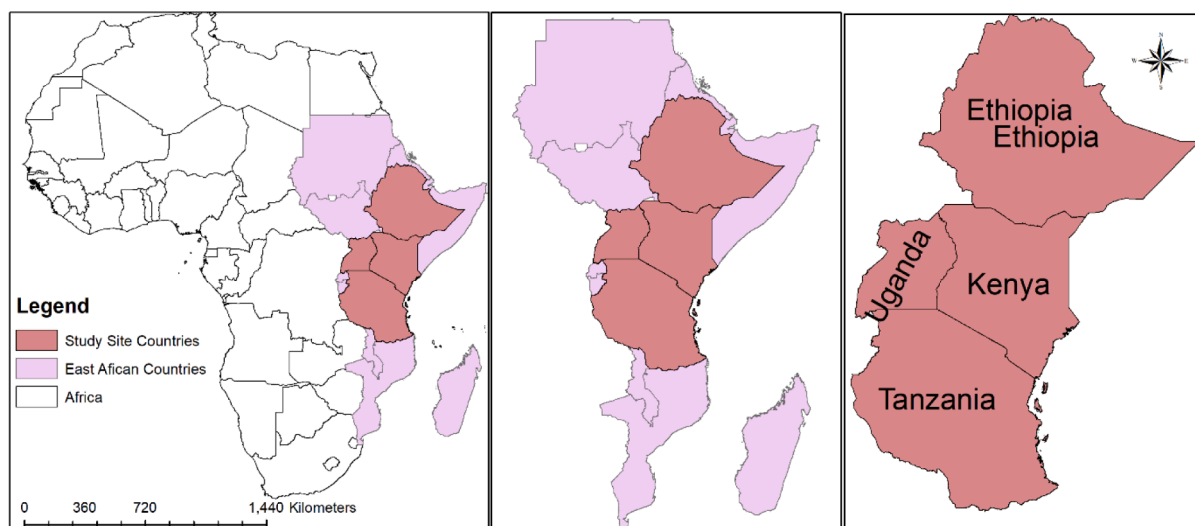 Legend
Study Site Countries
East Afican Countries
Africa
0 360 720 1,440 Kilometers
N
W E
S
Ethiopia
Ethiopia
Uganda
Kenya
Tanzania